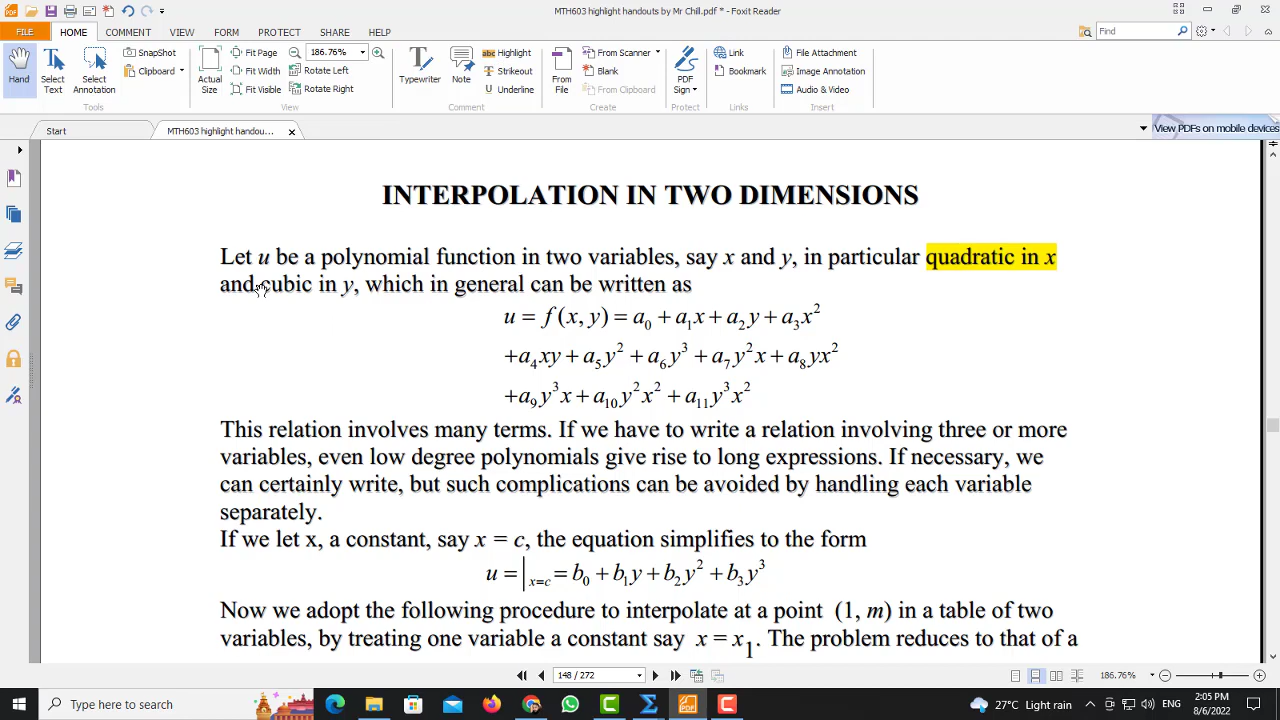 MTH603 highlight handouts by Mr Chill.pdf * - Foxit Reader
FILE HOME COMMENT VIEW FORM PROTECT SHARE HELP
Find
Hand
Select Text
Select Annotation
SnapShot
Clipboard
Tools
Actual Size
Fit Page
Fit Width
Fit Visible
186.76%
Rotate Left
Rotate Right
View
Typewriter
Note
Highlight
Strikeout
Underline
Comment
From File
From Scanner
Blank
From Clipboard
Create
PDF Sign
Protect
Link
Bookmark
Links
File Attachment
Image Annotation
Audio & Video
Insert
Start
MTH603 highlight handou...
View PDFs on mobile devices
INTERPOLATION IN TWO DIMENSIONS
Let u be a polynomial function in two variables, say x and y, in particular quadratic in x
and cubic in y, which in general can be written as
u = f(x, y) = a₀ + a₁x + a₂y + a₃x²
+a₄xy + a₅y² + a₆y³ + a₇y²x + a₈yx²
+a₉y³x + a₁₀y²x² + a₁₁y³x²
This relation involves many terms. If we have to write a relation involving three or more
variables, even low degree polynomials give rise to long expressions. If necessary, we
can certainly write, but such complications can be avoided by handling each variable
separately.
If we let x, a constant, say x = c, the equation simplifies to the form
u = |ₓ₌c = b₀ + b₁y + b₂y² + b₃y³
Now we adopt the following procedure to interpolate at a point (1, m) in a table of two
variables, by treating one variable a constant say x = x₁. The problem reduces to that of a
148 / 272
186.76%
Type here to search
27°C Light rain
2:05 PM
8/6/2022